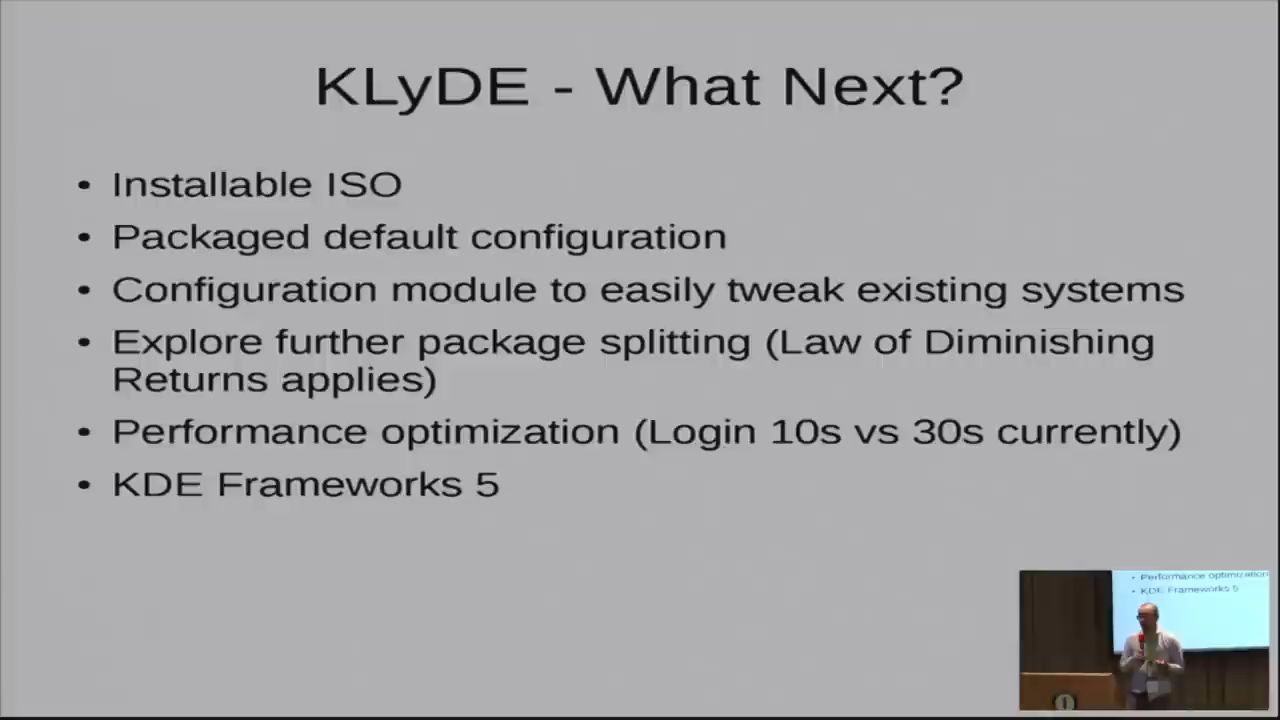 KLyDE - What Next?
• Installable ISO
• Packaged default configuration
• Configuration module to easily tweak existing systems
• Explore further package splitting (Law of Diminishing
Returns applies)
• Performance optimization (Login 10s vs 30s currently)
• KDE Frameworks 5
• Performance optimization
• KDE Frameworks 5